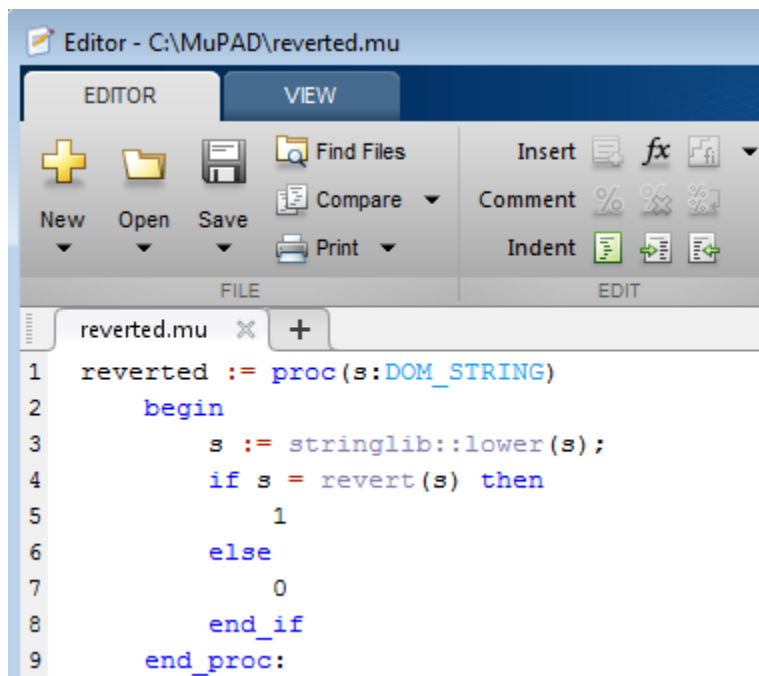 Editor - C:\MuPAD\reverted.mu
EDITOR VIEW
New
Open
Save
Find Files
Compare
Print
FILE
Insert fx fi
Comment % % %
Indent
EDIT
reverted.mu
1 reverted := proc(s:DOM_STRING)
2     begin
3         s := stringlib::lower(s);
4         if s = revert(s) then
5             1
6         else
7             0
8         end_if
9     end_proc: